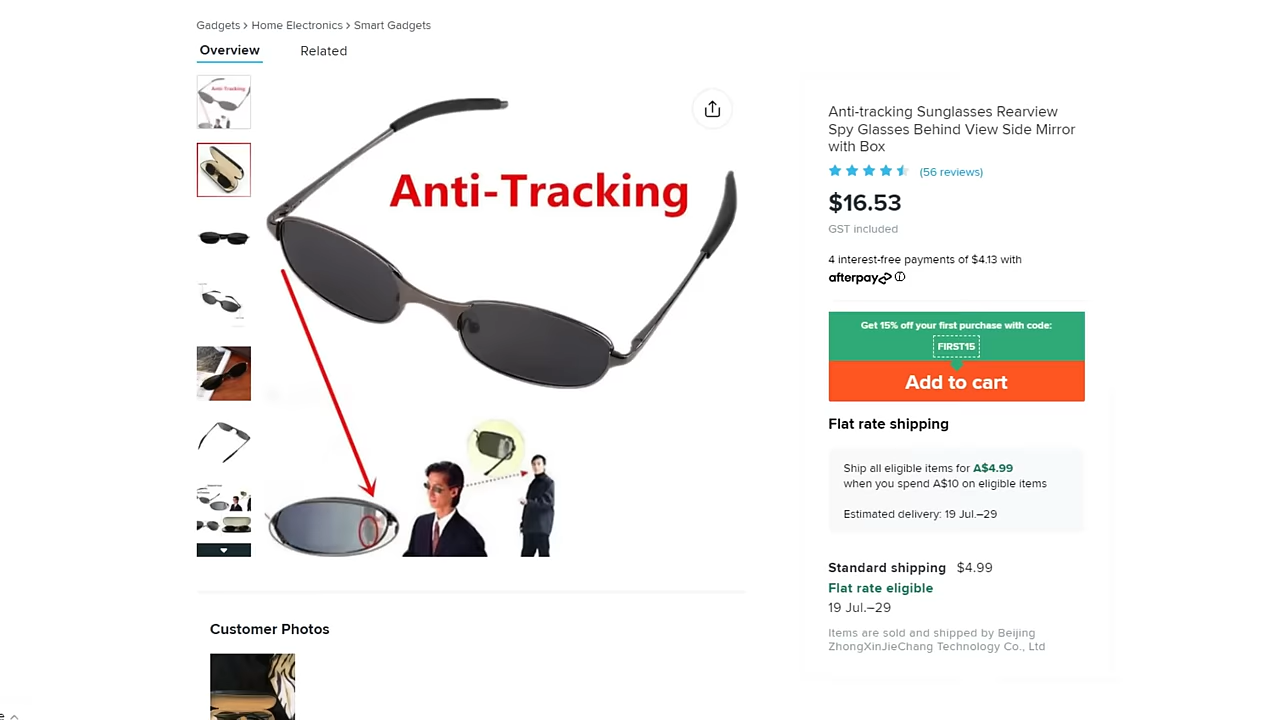 Gadgets > Home Electronics > Smart Gadgets
Overview
Related
Anti-Tracking
Anti-Tracking
Anti-tracking Sunglasses Rearview
Spy Glasses Behind View Side Mirror
with Box
(56 reviews)
$16.53
GST included
4 interest-free payments of $4.13 with
afterpay
Get 15% off your first purchase with code:
FIRST15
Add to cart
Flat rate shipping
Ship all eligible items for A$4.99
when you spend A$10 on eligible items
Estimated delivery: 19 Jul.–29
Standard shipping $4.99
Flat rate eligible
19 Jul.–29
Items are sold and shipped by Beijing
ZhongXinJieChang Technology Co., Ltd
Customer Photos